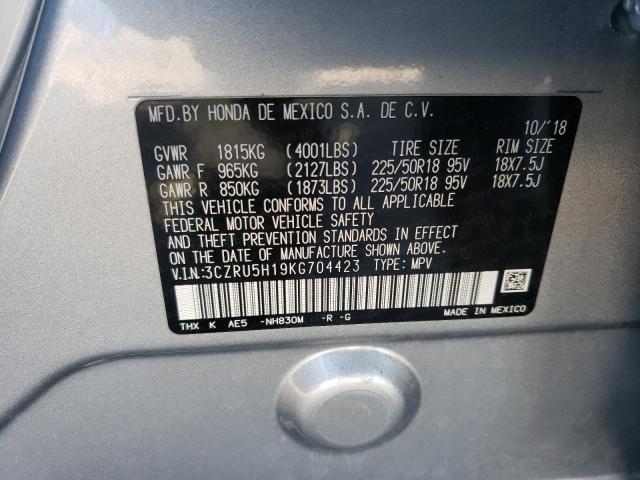 MFD.BY HONDA DE MEXICO S.A. DE C.V.
10/'18
GVWR 1815KG (4001LBS) TIRE SIZE RIM SIZE
GAWR F 965KG (2127LBS) 225/50R18 95V 18X7.5J
GAWR R 850KG (1873LBS) 225/50R18 95V 18X7.5J
THIS VEHICLE CONFORMS TO ALL APPLICABLE
FEDERAL MOTOR VEHICLE SAFETY
AND THEFT PREVENTION STANDARDS IN EFFECT
ON THE DATE OF MANUFACTURE SHOWN ABOVE.
V.I.N:3CZRU5H19KG704423 TYPE: MPV
THX K AE5 -NH830M -R -G
MADE IN MEXICO